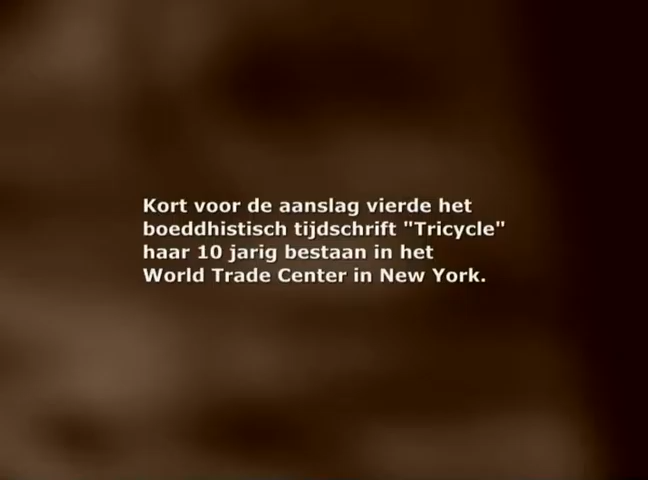 Kort voor de aanslag vierde het
boeddhistisch tijdschrift "Tricycle"
haar 10 jarig bestaan in het
World Trade Center in New York.